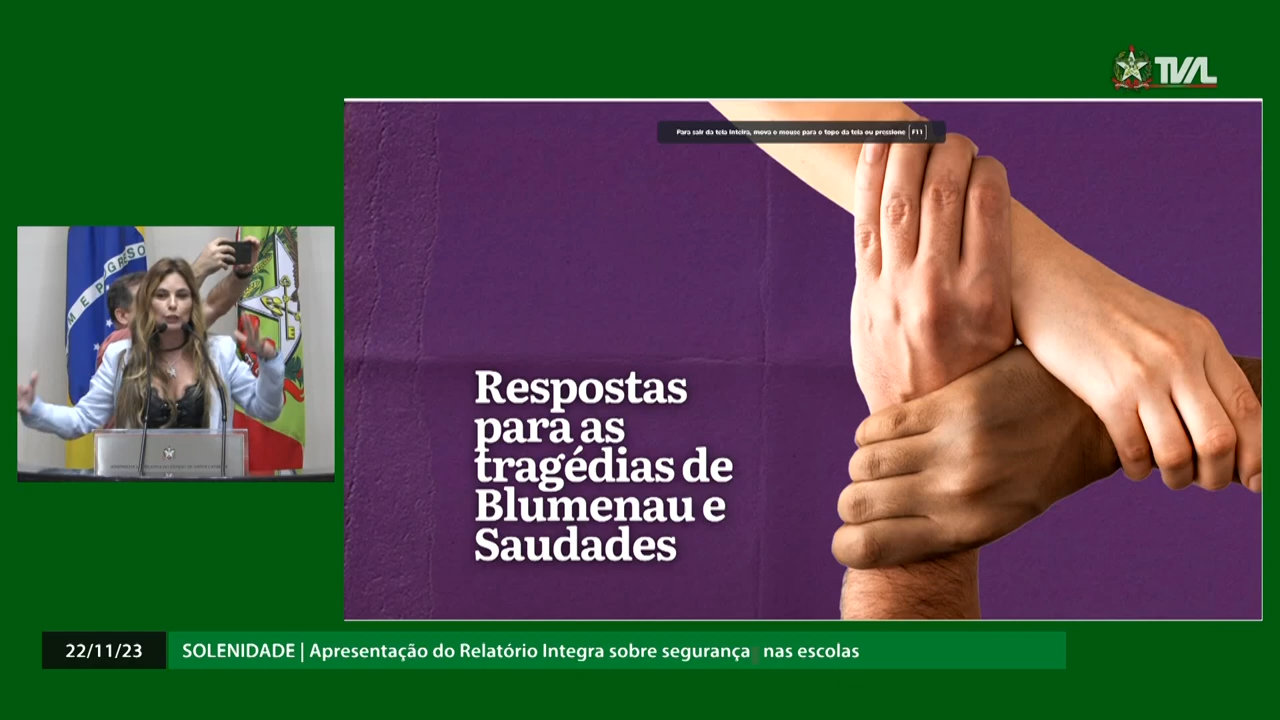 TVAL
Para sair da tela inteira, mova o mouse para o topo da tela ou pressione F11
M E PROGRESSO
Respostas
para as
tragédias de
Blumenau e
Saudades
22/11/23
SOLENIDADE | Apresentação do Relatório Integra sobre segurança nas escolas